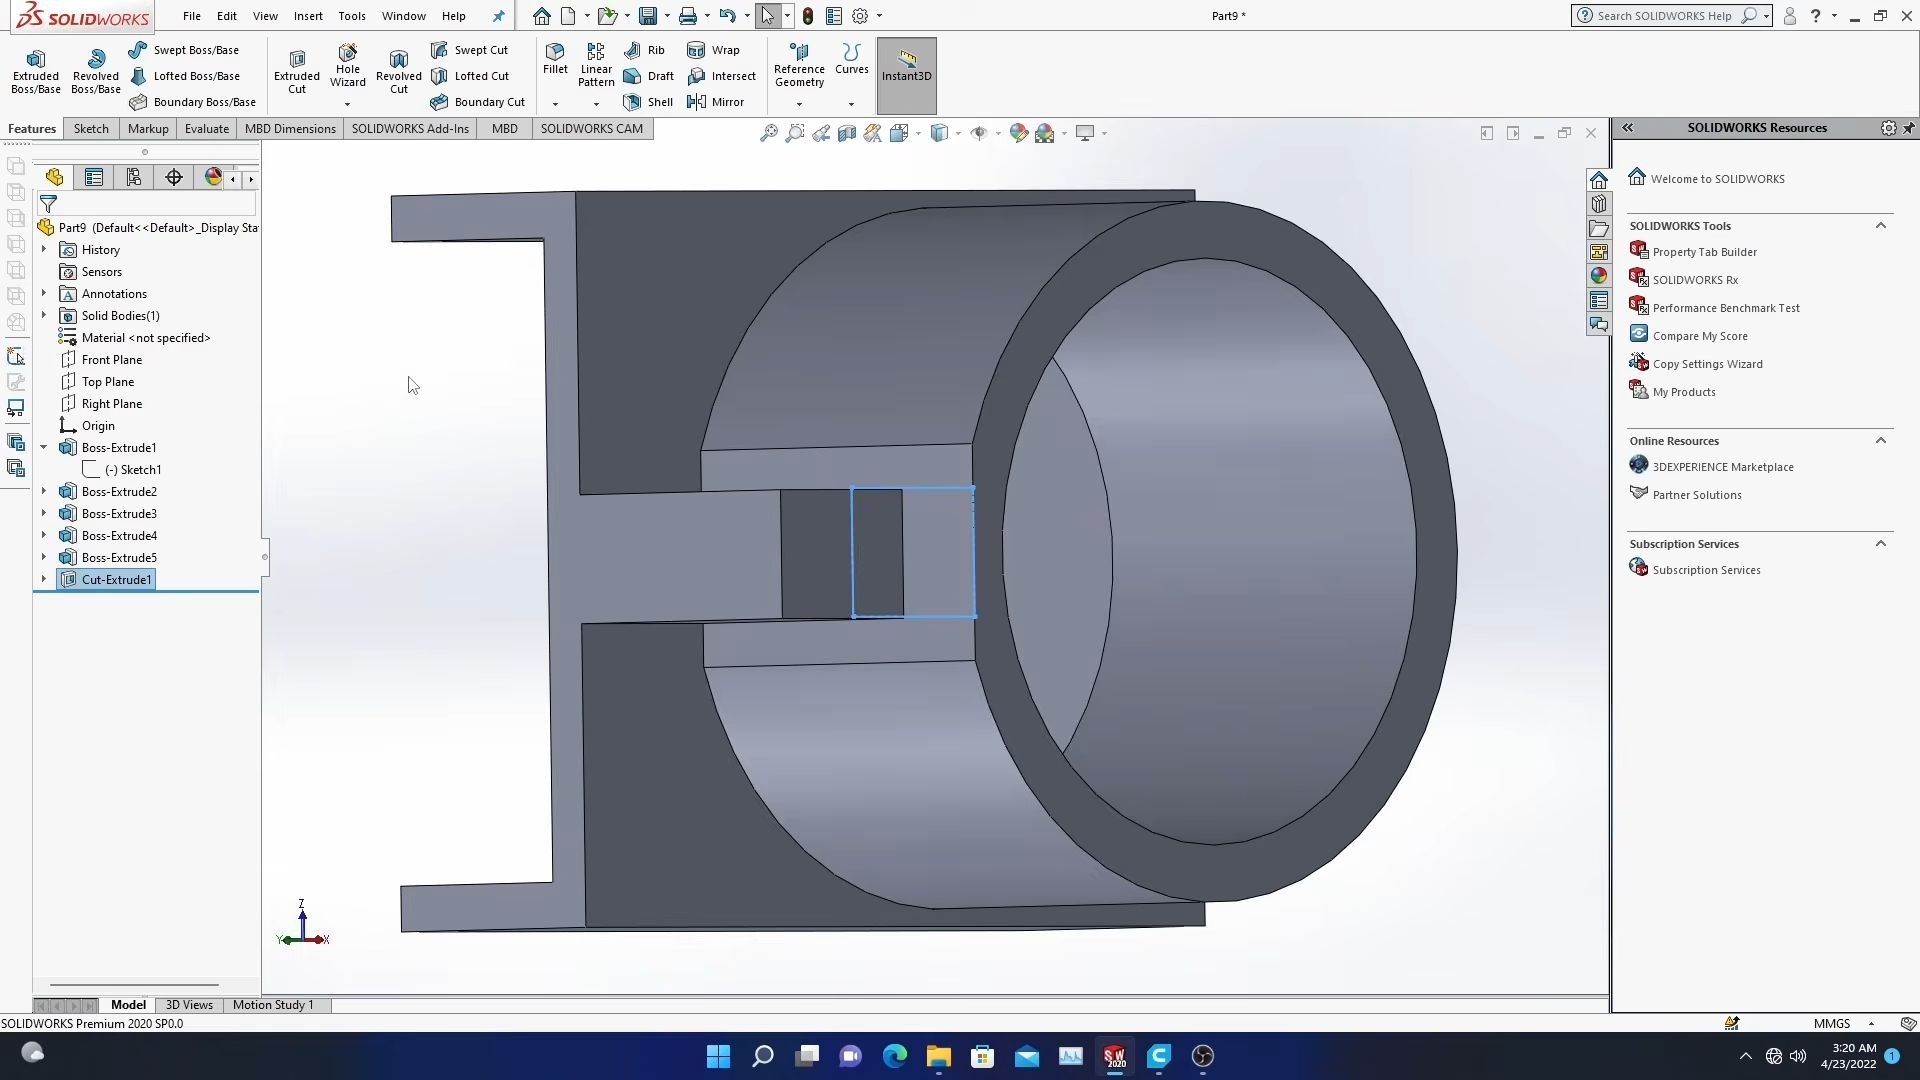 SOLIDWORKS File Edit View Insert Tools Window Help Part9 * Search SOLIDWORKS Help ?
Extruded Boss/Base
Revolved Boss/Base
Swept Boss/Base
Lofted Boss/Base
Boundary Boss/Base
Extruded Cut
Hole Wizard
Revolved Cut
Swept Cut
Lofted Cut
Boundary Cut
Fillet
Linear Pattern
Rib
Draft
Shell
Wrap
Intersect
Mirror
Reference Geometry
Curves
Instant3D
Features Sketch Markup Evaluate MBD Dimensions SOLIDWORKS Add-Ins MBD SOLIDWORKS CAM
Part9 (Default<<Default>_Display Sta
History
Sensors
Annotations
Solid Bodies(1)
Material <not specified>
Front Plane
Top Plane
Right Plane
Origin
Boss-Extrude1
(-) Sketch1
Boss-Extrude2
Boss-Extrude3
Boss-Extrude4
Boss-Extrude5
Cut-Extrude1
Z
Y X
SOLIDWORKS Resources
Welcome to SOLIDWORKS
SOLIDWORKS Tools
Property Tab Builder
SOLIDWORKS Rx
Performance Benchmark Test
Compare My Score
Copy Settings Wizard
My Products
Online Resources
3DEXPERIENCE Marketplace
Partner Solutions
Subscription Services
Subscription Services
Model 3D Views Motion Study 1
SOLIDWORKS Premium 2020 SP0.0 MMGS
SW 2020
3:20 AM
4/23/2022 1